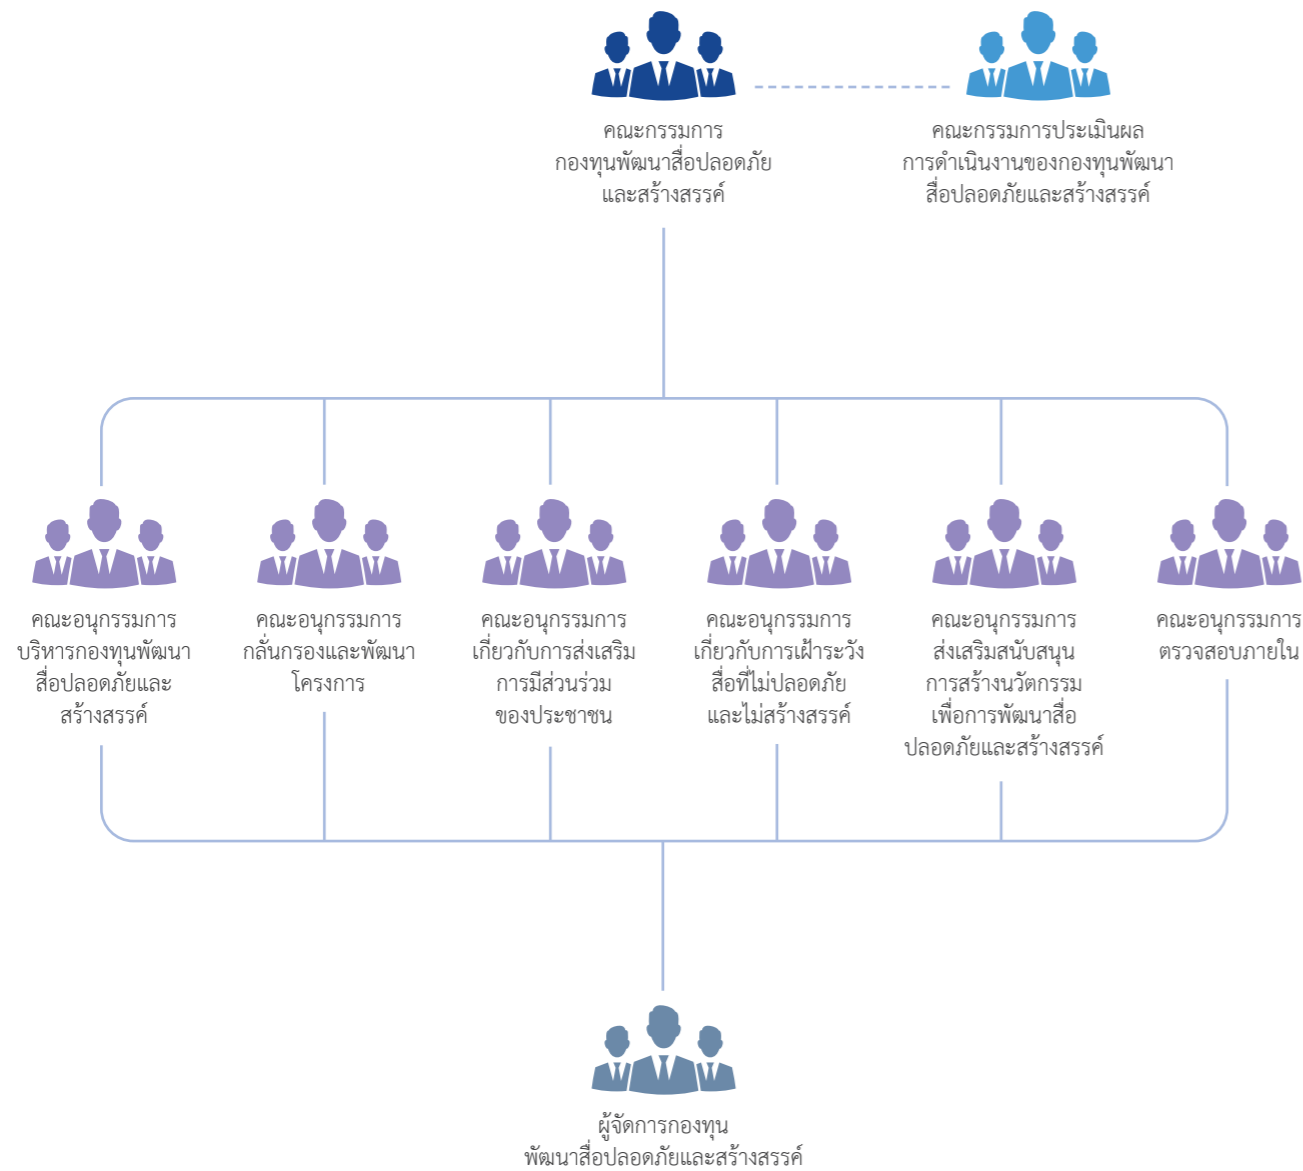 คณะกรรมการ
กองทุนพัฒนาสื่อปลอดภัย
และสร้างสรรค์
คณะกรรมการประเมินผล
การดำเนินงานของกองทุนพัฒนา
สื่อปลอดภัยและสร้างสรรค์
คณะอนุกรรมการ
บริหารกองทุนพัฒนา
สื่อปลอดภัยและ
สร้างสรรค์
คณะอนุกรรมการ
กลั่นกรองและพัฒนา
โครงการ
คณะอนุกรรมการ
เกี่ยวกับการส่งเสริม
การมีส่วนร่วม
ของประชาชน
คณะอนุกรรมการ
เกี่ยวกับการเฝ้าระวัง
สื่อที่ไม่ปลอดภัย
และไม่สร้างสรรค์
คณะอนุกรรมการ
ส่งเสริมสนับสนุน
การสร้างนวัตกรรม
เพื่อการพัฒนาสื่อ
ปลอดภัยและสร้างสรรค์
คณะอนุกรรมการ
ตรวจสอบภายใน
ผู้จัดการกองทุน
พัฒนาสื่อปลอดภัยและสร้างสรรค์